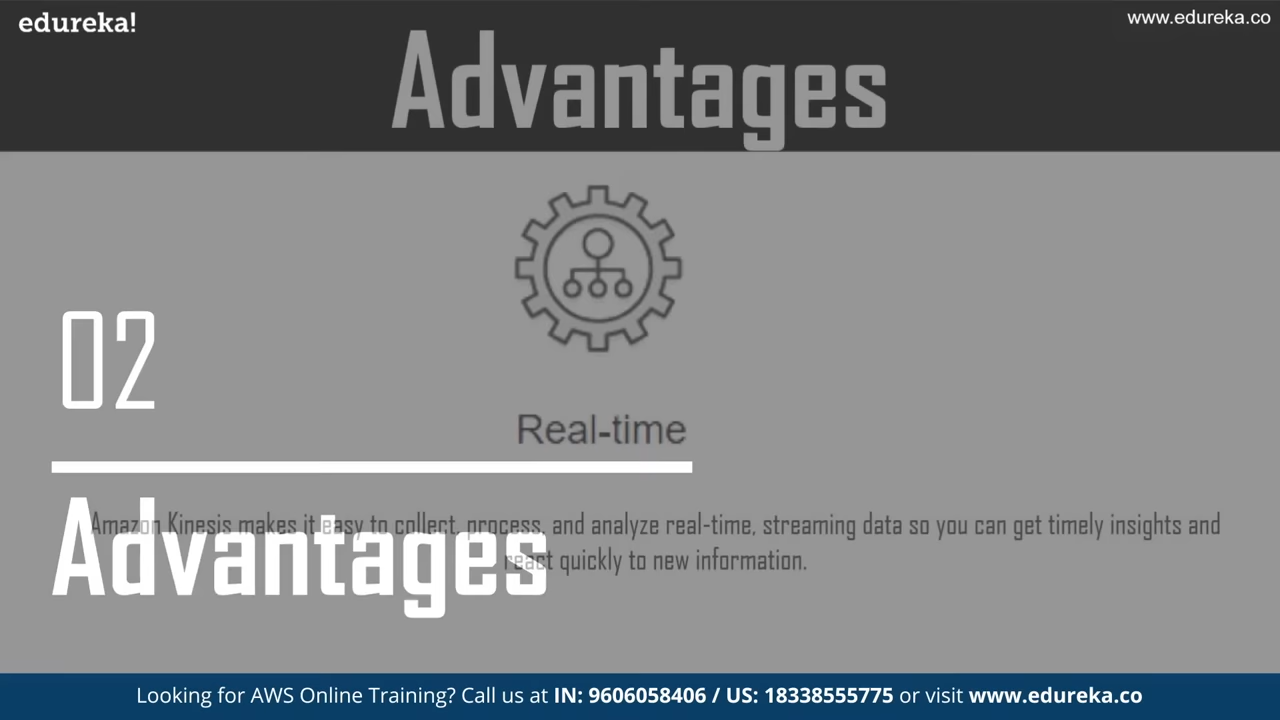 edureka!
www.edureka.co
Advantages
02
Real-time
Amazon Kinesis makes it easy to collect, process, and analyze real-time, streaming data so you can get timely insights and
react quickly to new information.
Advantages
Looking for AWS Online Training? Call us at IN: 9606058406 / US: 18338555775 or visit www.edureka.co